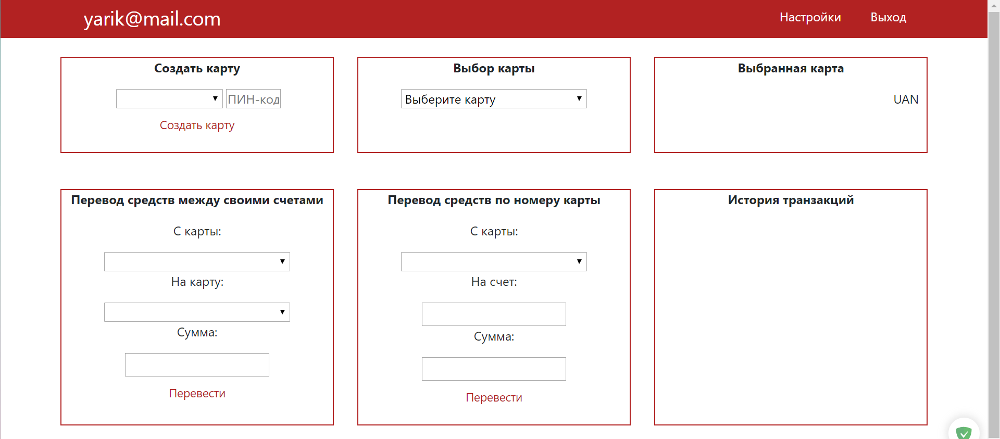 yarik@mail.com
Настройки
Выход
Создать карту
ПИН-код
Создать карту
Выбор карты
Выберите карту
Выбранная карта
UAN
Перевод средств между своими счетами
С карты:
На карту:
Сумма:
Перевести
Перевод средств по номеру карты
С карты:
На счет:
Сумма:
Перевести
История транзакций